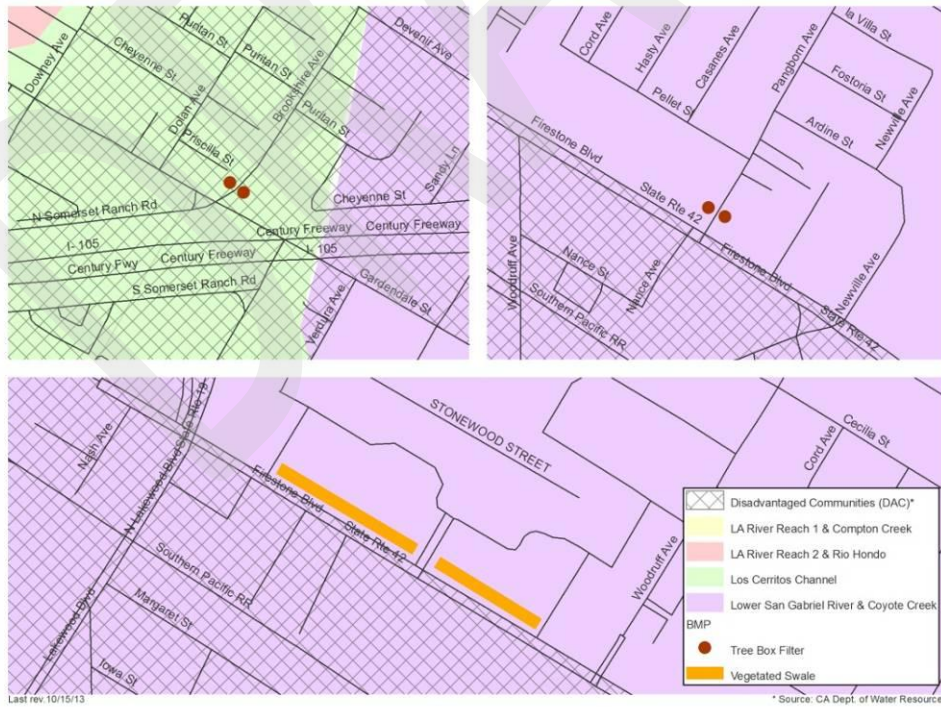 Downey Ave
Cheyenne St
Puritan St
Puritan St
Brookshire Ave
Devenir Ave
Dolan Ave
Puritan St
Priscilla St
Sandy Ln
Cheyenne St
N Somerset Ranch Rd
Century Freeway
Century Freeway
I- 105
I- 105
Century Fwy
Century Freeway
S Somerset Ranch Rd
Gardendale St
Verdura Ave
la Villa St
Cord Ave
Hasty Ave
Casanes Ave
Pangborn Ave
Fostoria St
Pellet St
Ardine St
Newville Ave
Firestone Blvd
State Rte 42
Woodruff Ave
Nance St
Nance Ave
Firestone Blvd
Newville Ave
Southern Pacific RR
State Rte 42
Nash Ave
N Lakewood Blvd
State Rte 19
STONEWOOD STREET
Cecilia St
Cord Ave
Firestone Blvd
State Rte 42
Woodruff Ave
Southern Pacific RR
Margaret St
Lakewood Blvd
Iowa St
Disadvantaged Communities (DAC)*
LA River Reach 1 & Compton Creek
LA River Reach 2 & Rio Hondo
Los Cerritos Channel
Lower San Gabriel River & Coyote Creek
BMP
Tree Box Filter
Vegetated Swale
Last rev 10/15/13
* Source: CA Dept. of Water Resource